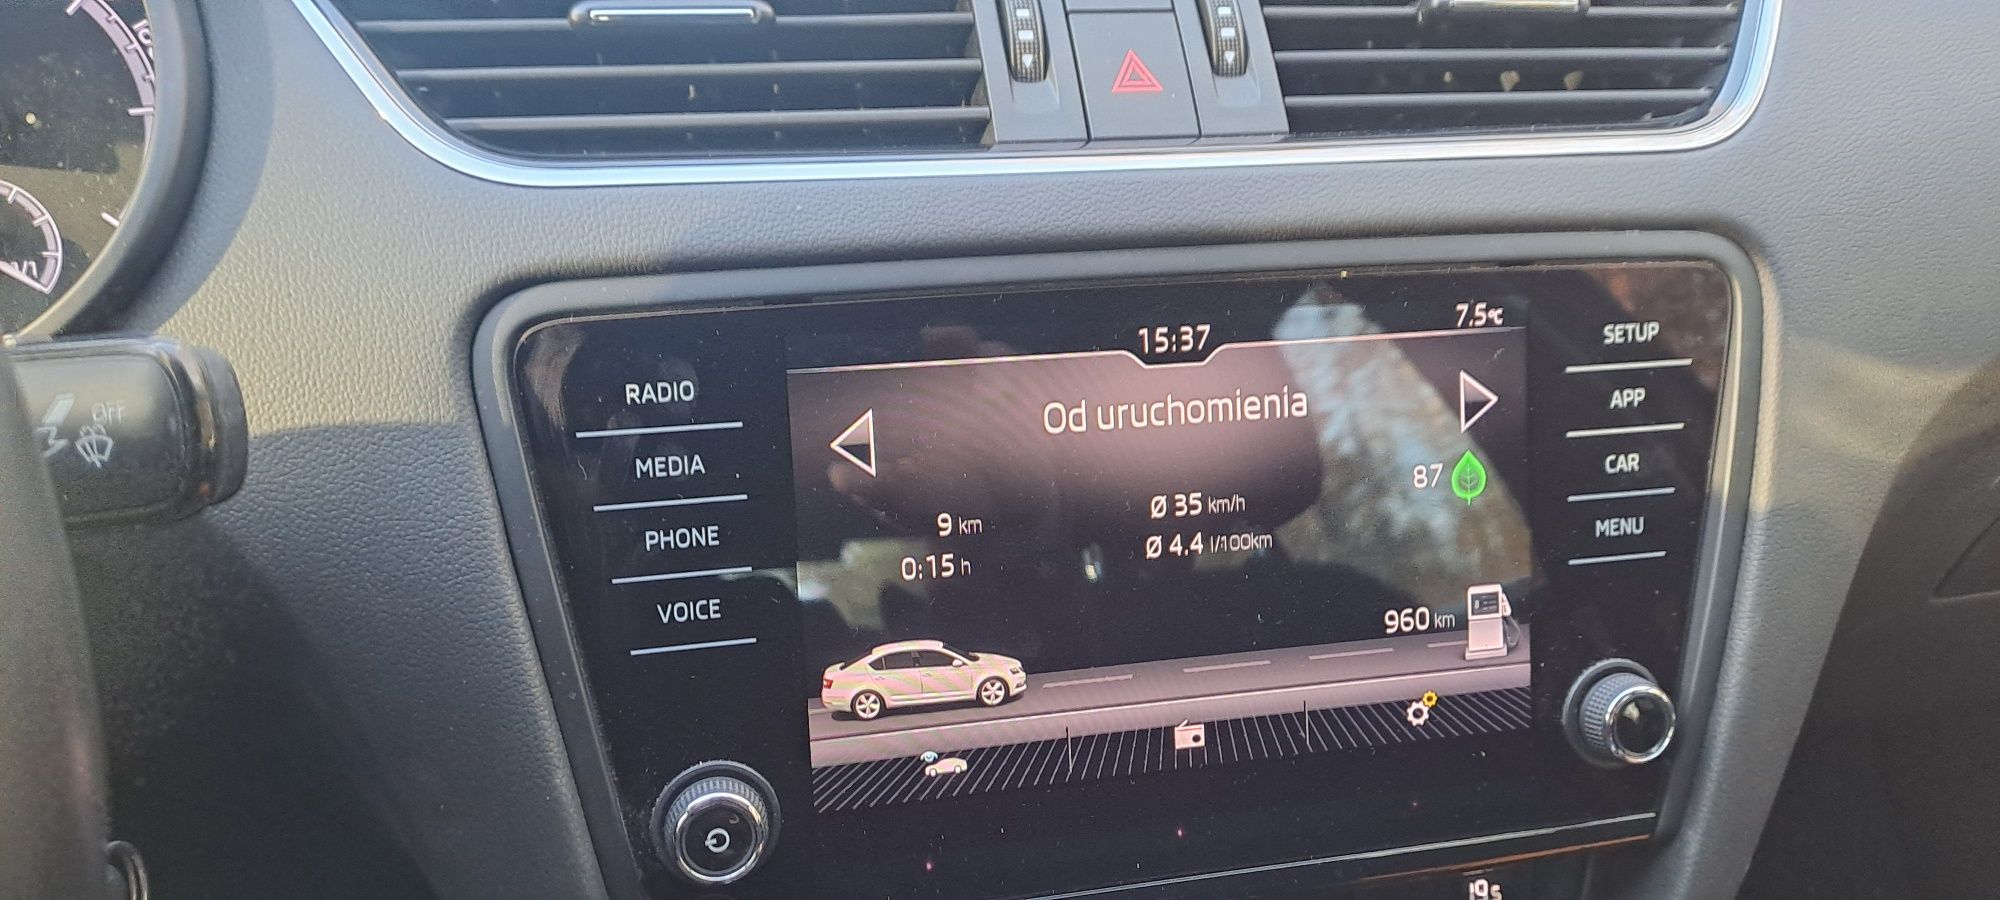 15:37
7.5°C
RADIO
MEDIA
PHONE
VOICE
Od uruchomienia
87
9 km
0:15 h
Ø 35 km/h
Ø 4.4 l/100km
960 km
SETUP
APP
CAR
MENU
OFF